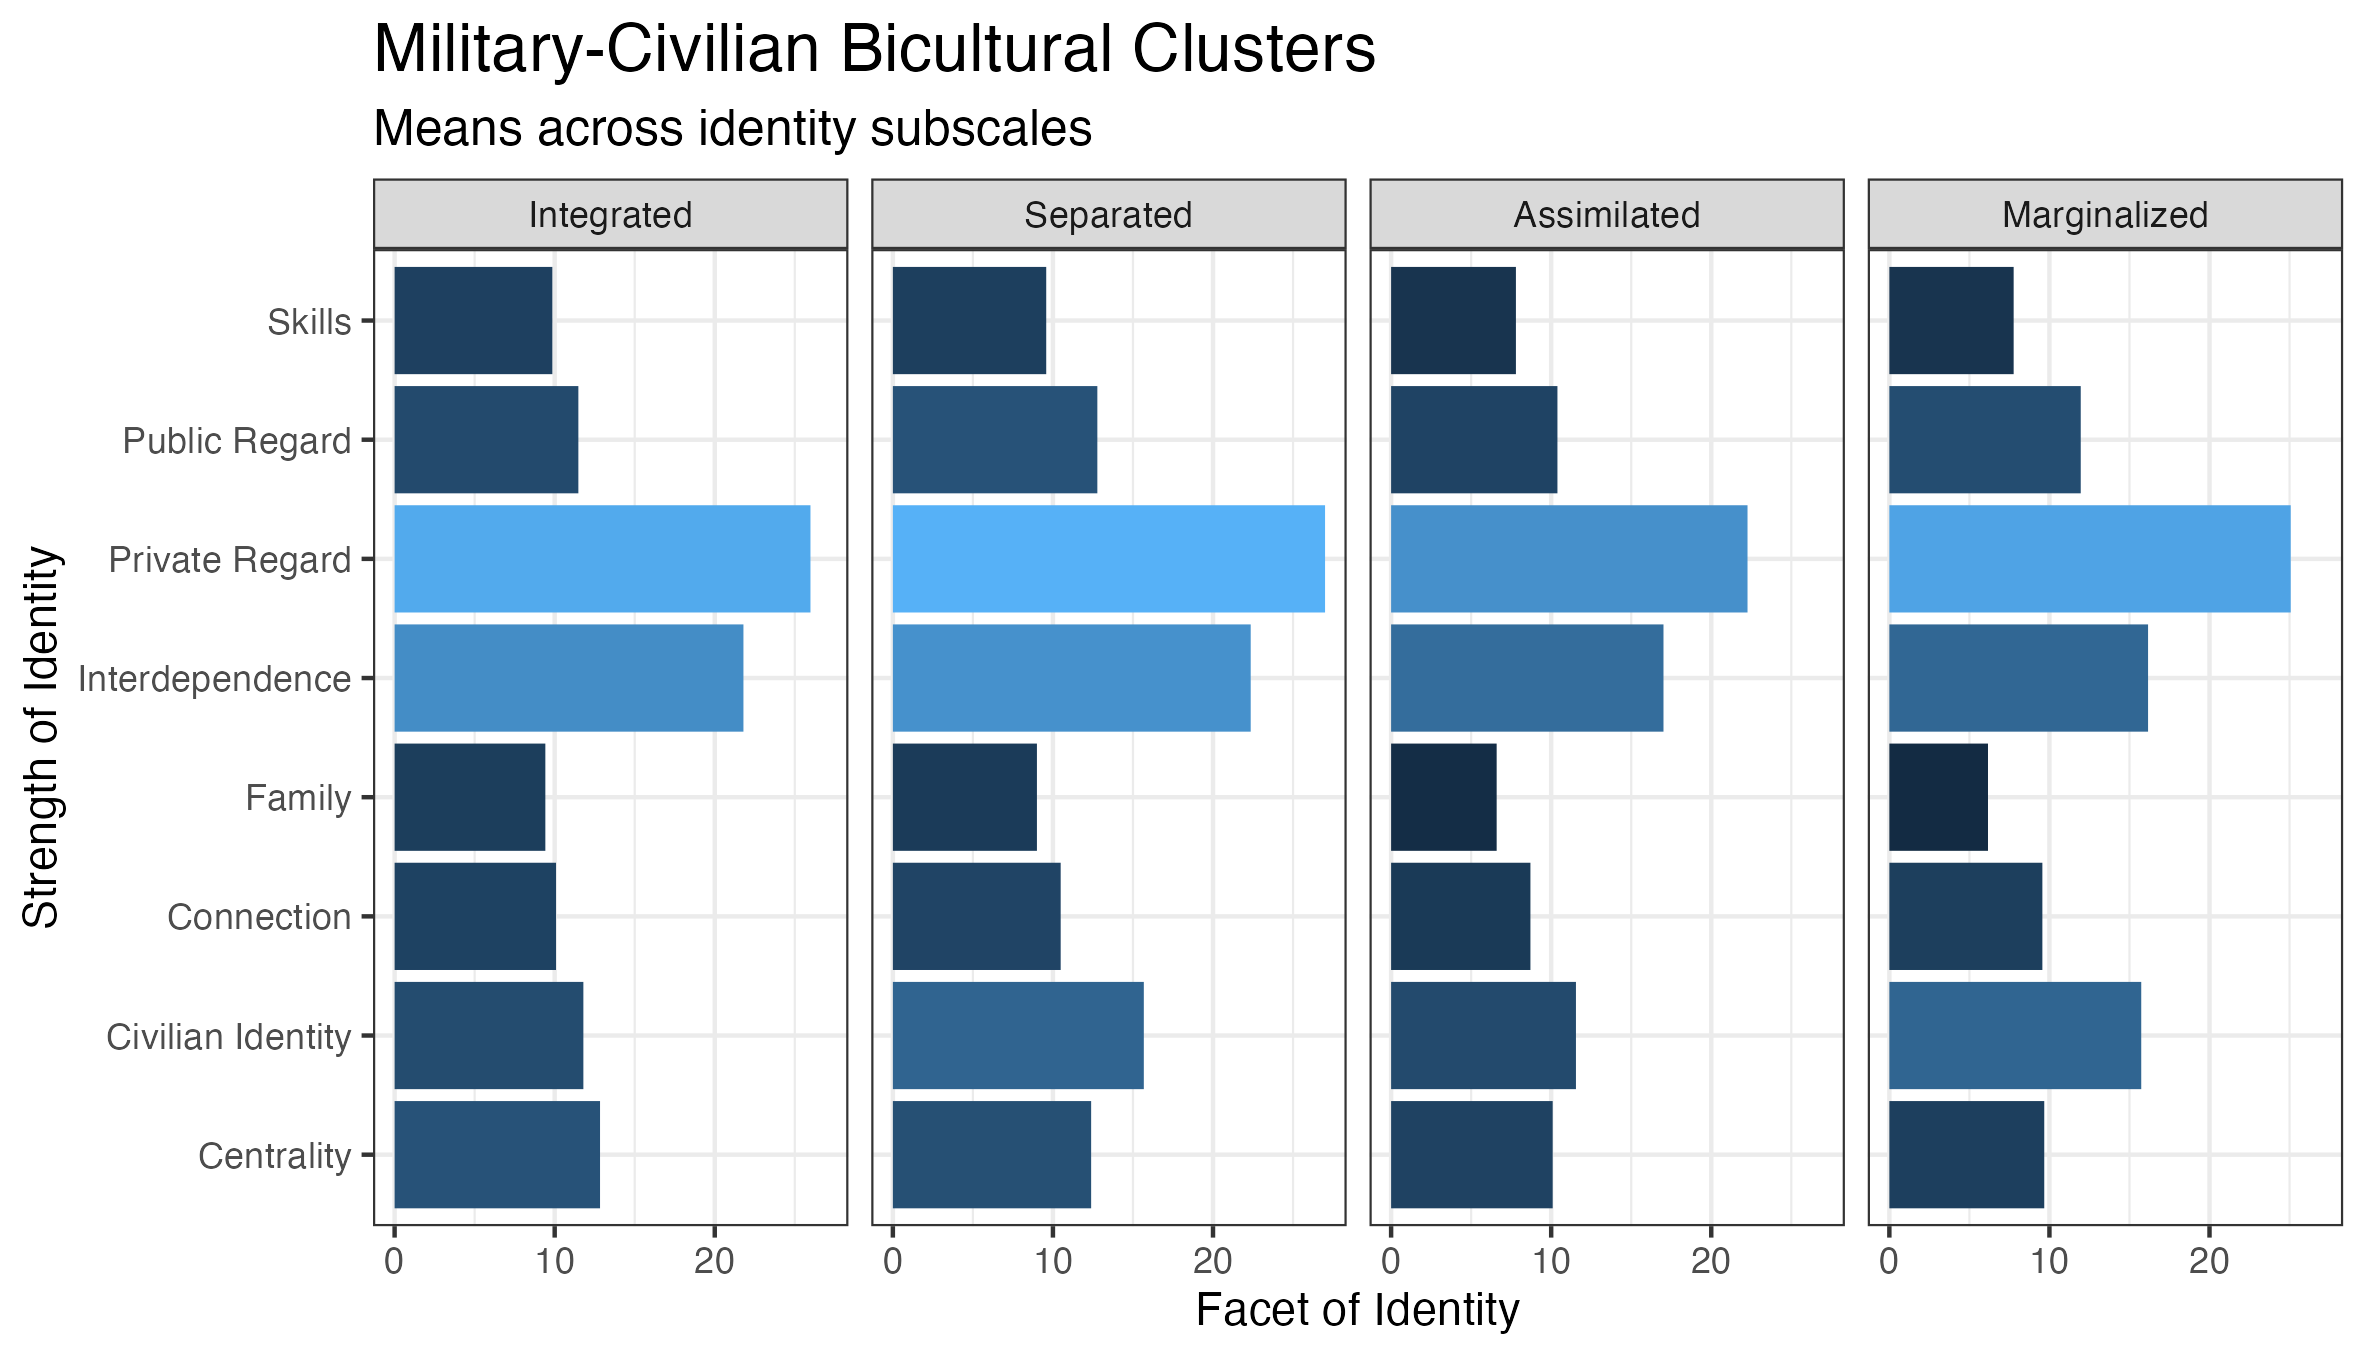 Military-Civilian Bicultural Clusters
Means across identity subscales
Integrated Separated Assimilated Marginalized
Strength of Identity
Skills
Public Regard
Private Regard
Interdependence
Family
Connection
Civilian Identity
Centrality
0 10 20 0 10 20 0 10 20 0 10 20
Facet of Identity